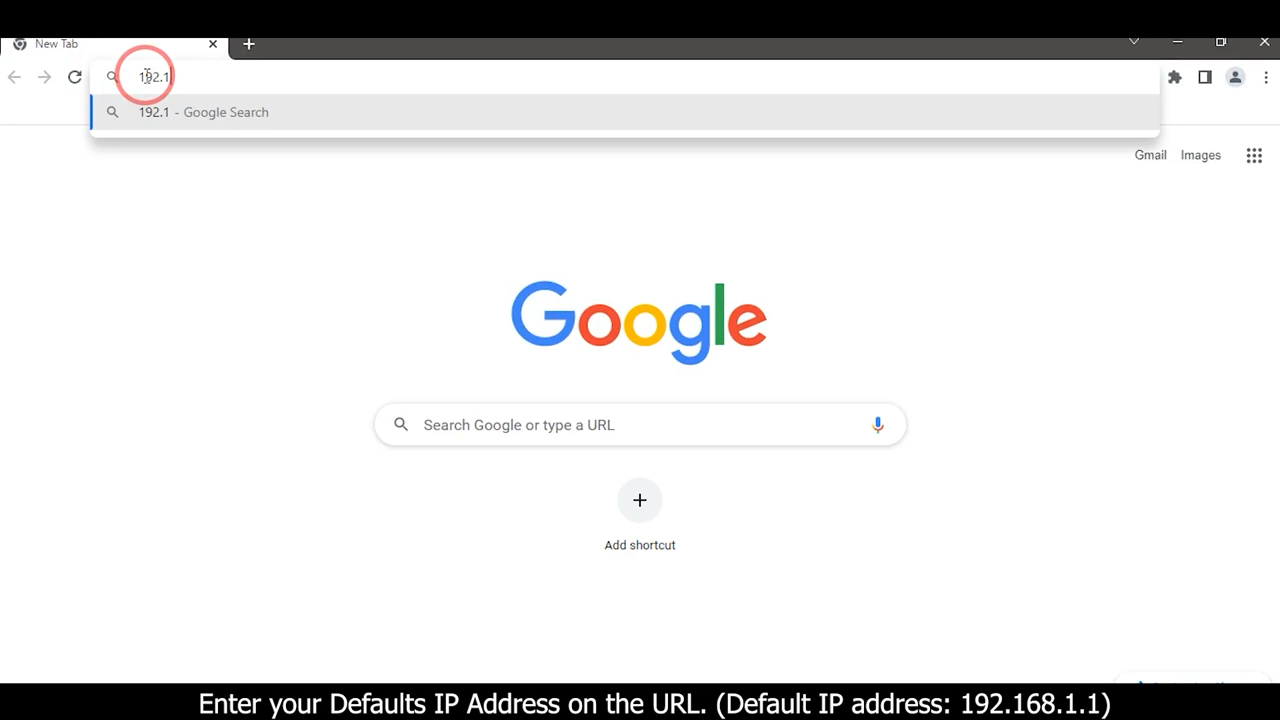 New Tab
192.1
192.1 - Google Search
Gmail Images
Google
Search Google or type a URL
Add shortcut
Enter your Defaults IP Address on the URL. (Default IP address: 192.168.1.1)